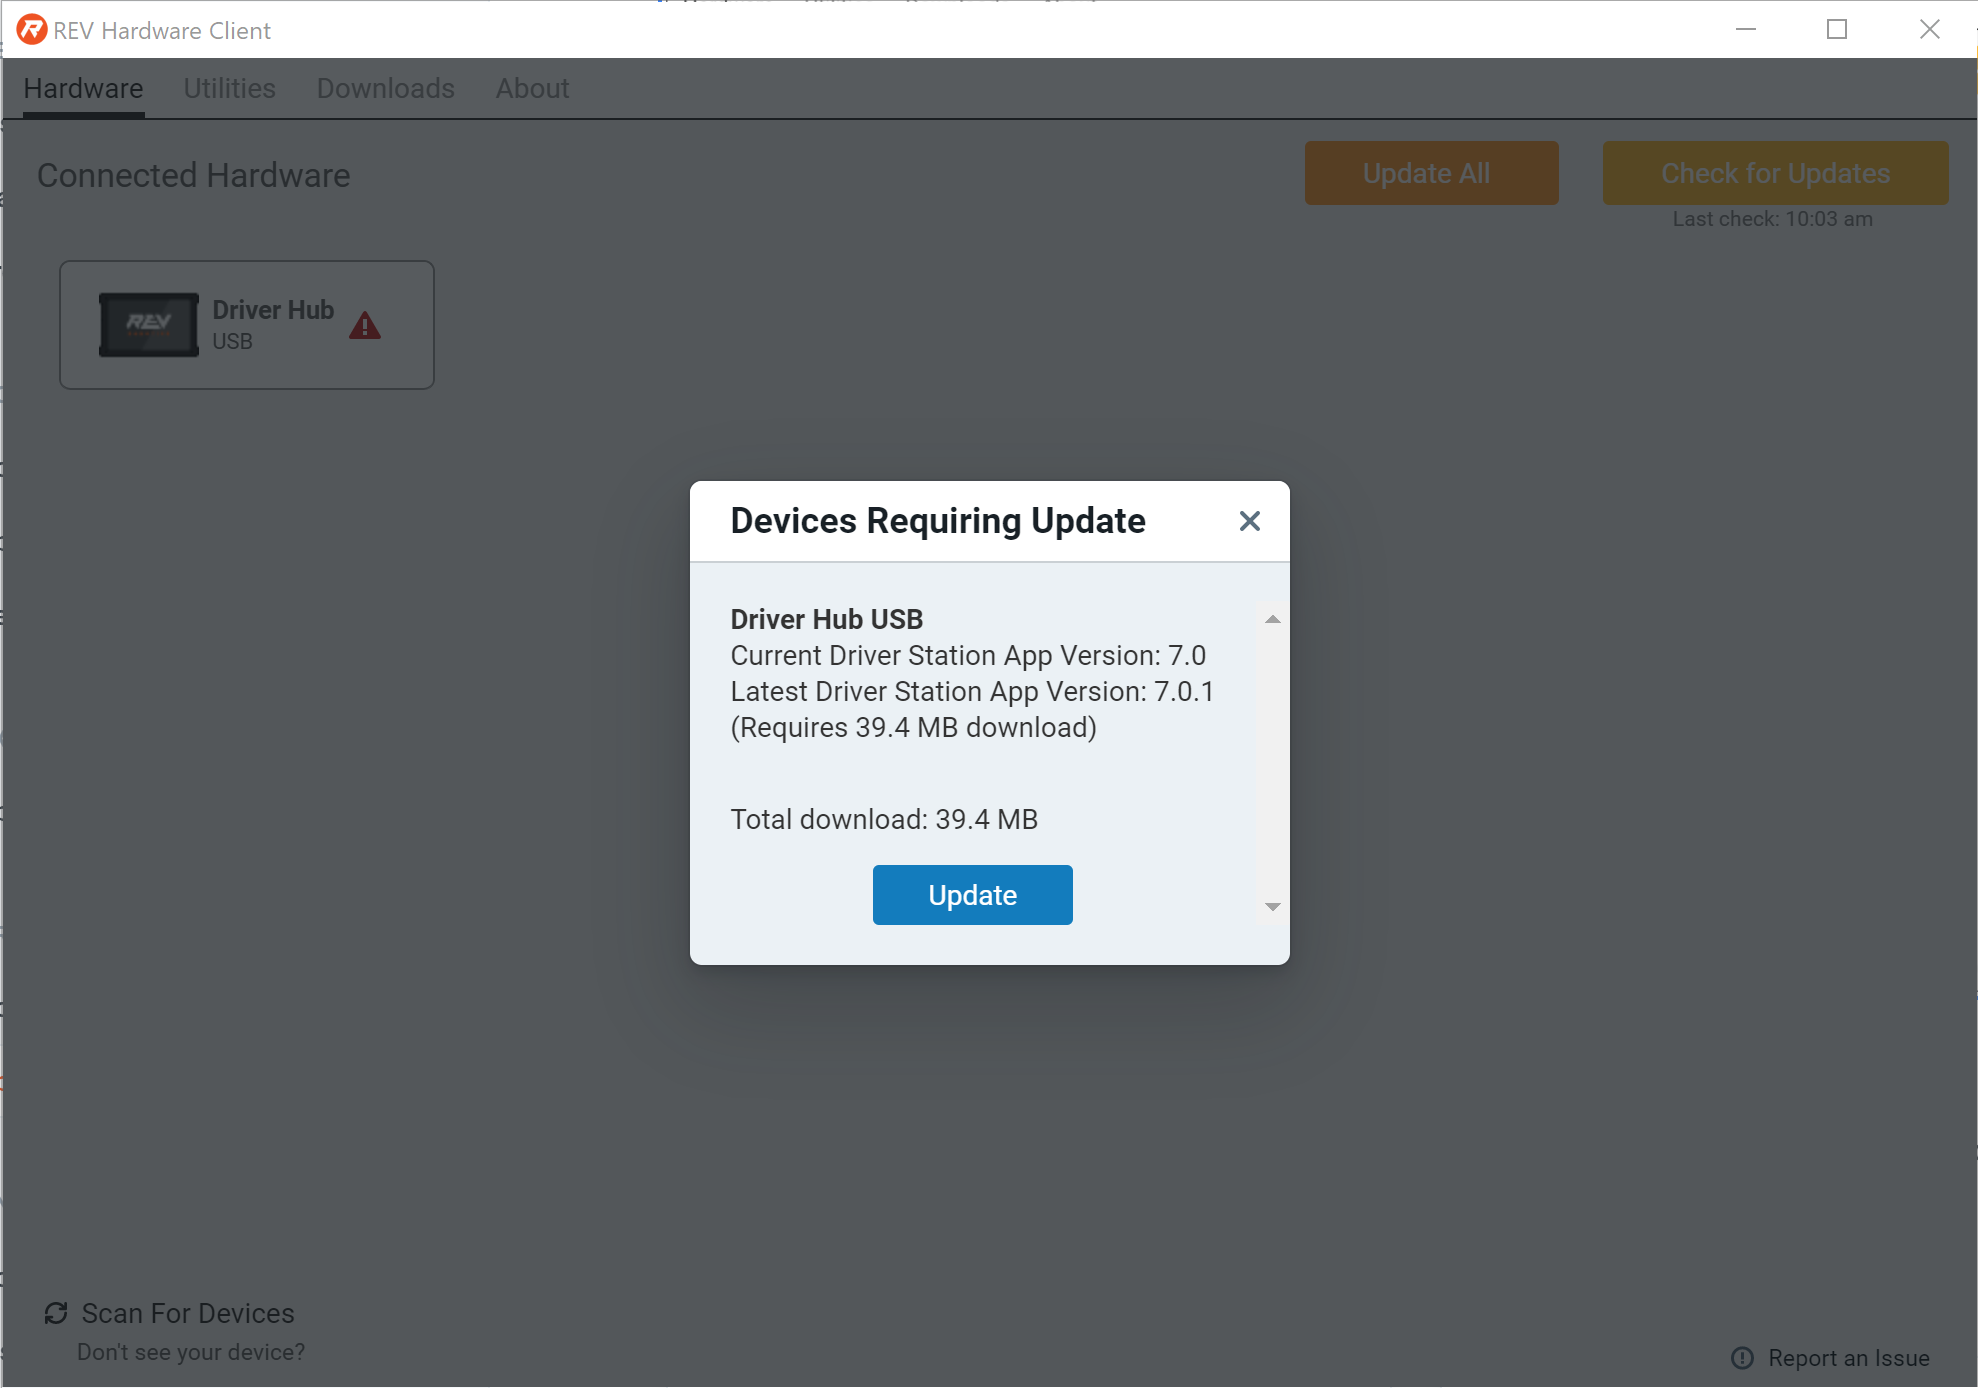 REV Hardware Client
Hardware Utilities Downloads About
Connected Hardware
Update All
Check for Updates
Last check: 10:03 am
REV
Driver Hub
USB
Devices Requiring Update
Driver Hub USB
Current Driver Station App Version: 7.0
Latest Driver Station App Version: 7.0.1
(Requires 39.4 MB download)
Total download: 39.4 MB
Update
Scan For Devices
Don't see your device?
Report an Issue